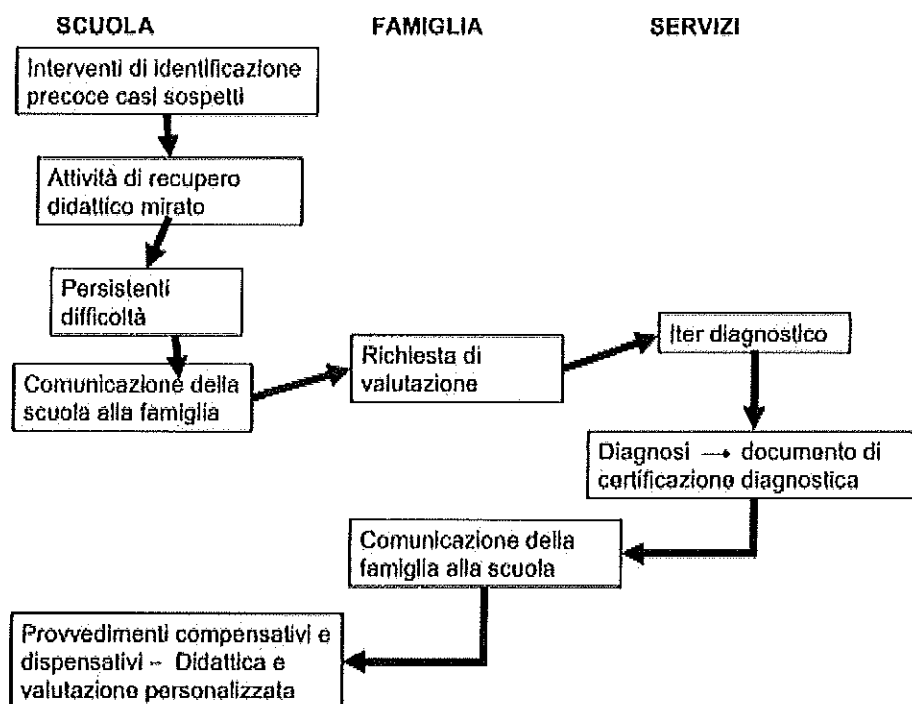 SCUOLA
FAMIGLIA
SERVIZI
Interventi di identificazione
precoce casi sospetti
Attività di recupero
didattico mirato
Persistenti
difficoltà
Comunicazione della
scuola alla famiglia
Richiesta di
valutazione
Iter diagnostico
Diagnosi → documento di
certificazione diagnostica
Comunicazione della
famiglia alla scuola
Provvedimenti compensativi e
dispensativi – Didattica e
valutazione personalizzata